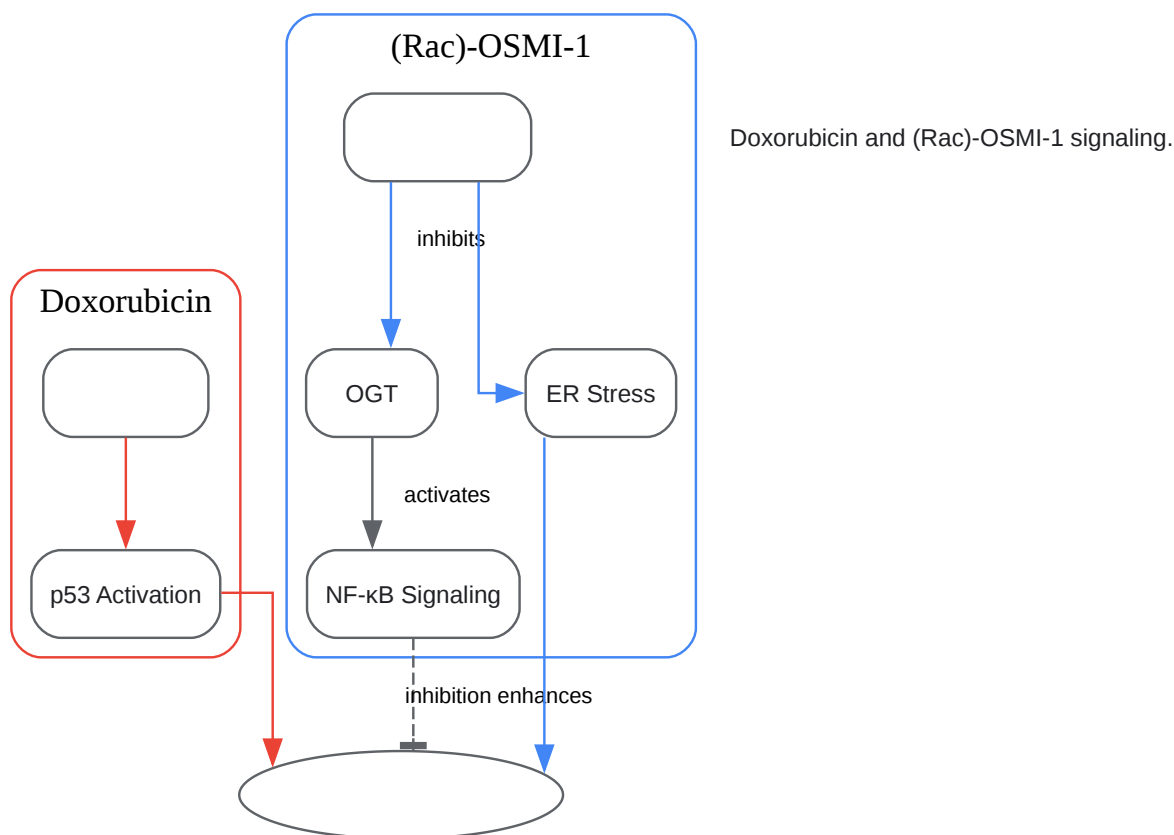 (Rac)-OSMI-1
Doxorubicin and (Rac)-OSMI-1 signaling.
inhibits
Doxorubicin
OGT
ER Stress
activates
p53 Activation
NF-κB Signaling
inhibition enhances